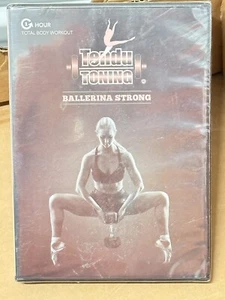 HOUR
TOTAL BODY WORKOUT
Tendu
TONING
BALLERINA STRONG